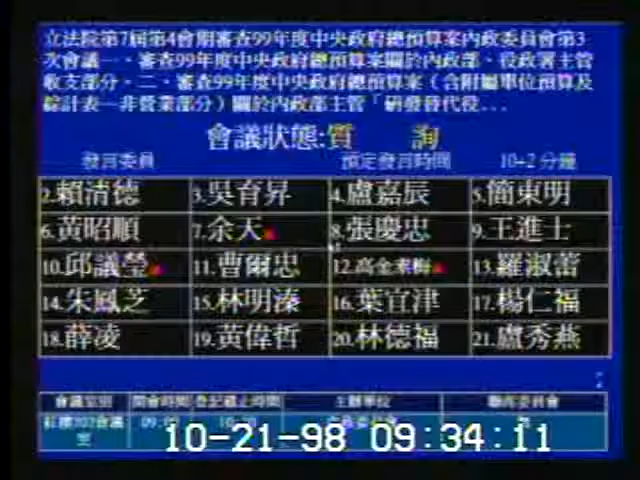 立法院第7屆第4會期審查99年度中央政府總預算案內政委員會第3
次會議一、審查99年度中央政府總預算案關於內政部、役政署主管
收支部分。二、審查99年度中央政府總預算案（含附屬單位預算及
綜計表—非營業部分）關於內政部主管「研發替代役...
會議狀態:質 詢
發言委員 預定發言時間 10+2分鐘
2.賴清德 3.吳育昇 4.盧嘉辰 5.簡東明
6.黃昭順 7.余天 8.張慶忠 9.王進士
10.邱議瑩 11.曹爾忠 12.高金素梅 13.羅淑蕾
14.朱鳳芝 15.林明溱 16.葉宜津 17.楊仁福
18.薛凌 19.黃偉哲 20.林德福 21.盧秀燕
會議室別 開會時間 登記截止時間 主辦單位 聯席委員會
紅樓202會議 09:00
室
10-21-98 09:34:11